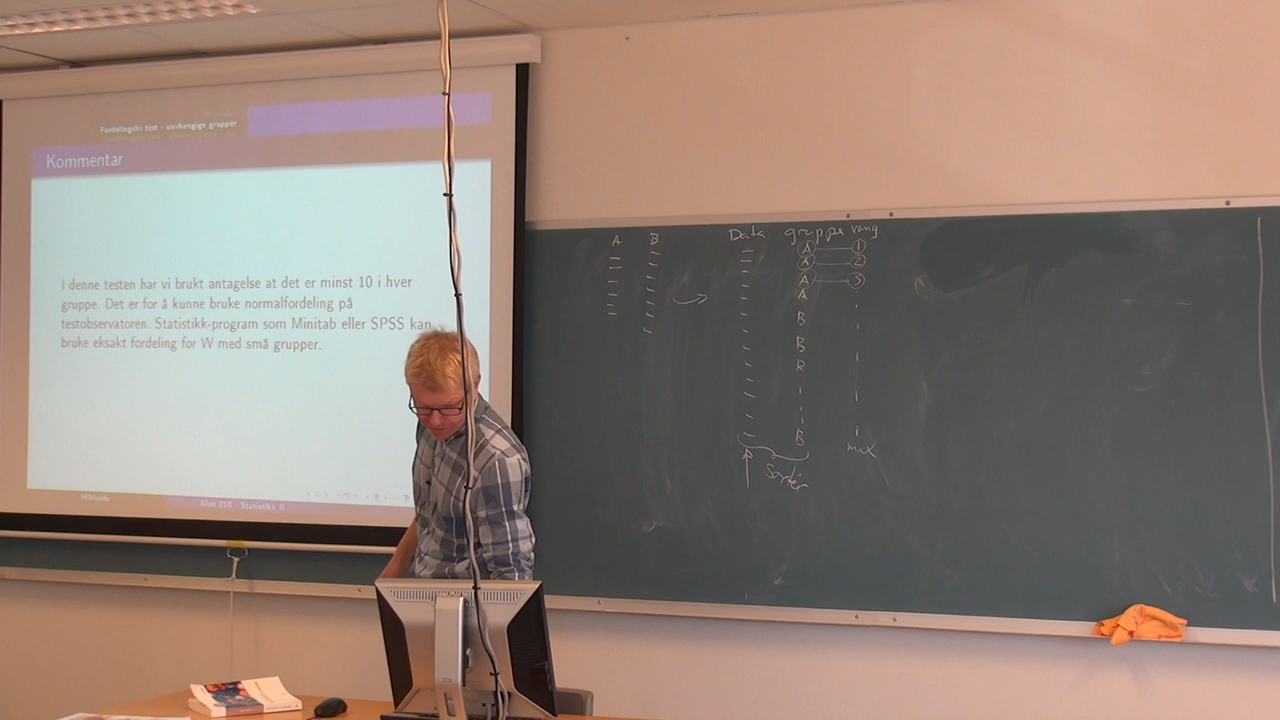 Fordelingsfri test - uavhengige grupper
Kommentar
I denne testen har vi brukt antagelse at det er minst 10 i hver
gruppe. Det er for å kunne bruke normalfordeling på
testobservatoren. Statistikk-program som Minitab eller SPSS kan
bruke eksakt fordeling for W med små grupper.
HiMolde
Mat 210 - Statistikk II
A B Data gruppe rang
A 1
A 2
A 3
A
B
B
B
B max
Sorter